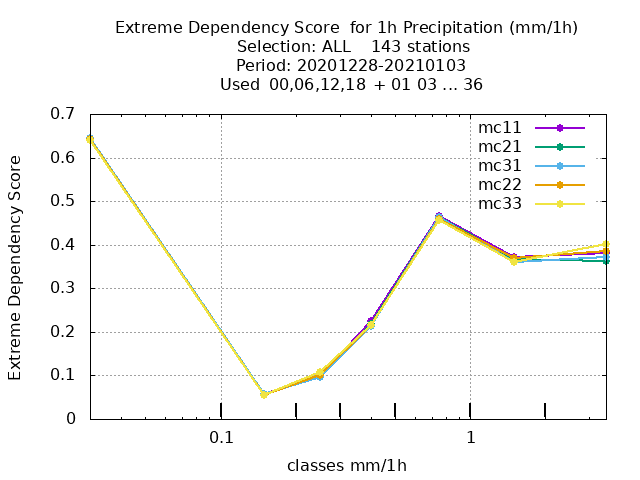 Extreme Dependency Score  for 1h Precipitation (mm/1h)
Selection: ALL    143 stations
Period: 20201228-20210103
Used  00,06,12,18  + 01 03 ... 36
mc11
mc21
mc31
mc22
mc33
Extreme Dependency Score
0.7
0.6
0.5
0.4
0.3
0.2
0.1
0
0.1
1
classes mm/1h